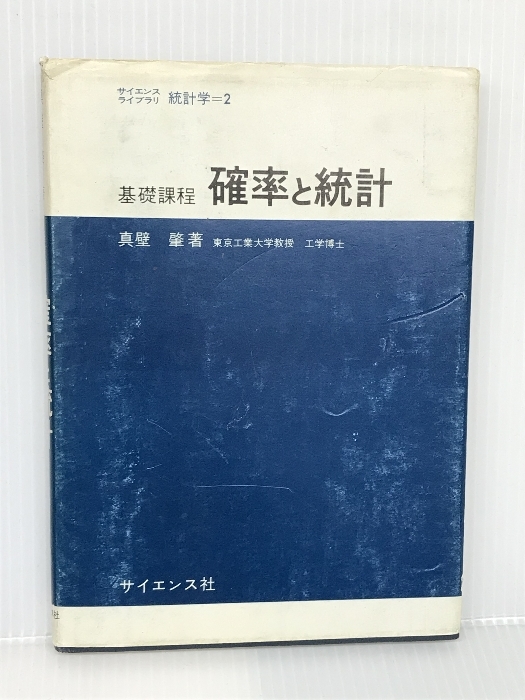 サイエンス
ライブラリ 統計学=2
基礎課程 確率と統計
真壁 肇著 東京工業大学教授 工学博士
サイエンス社